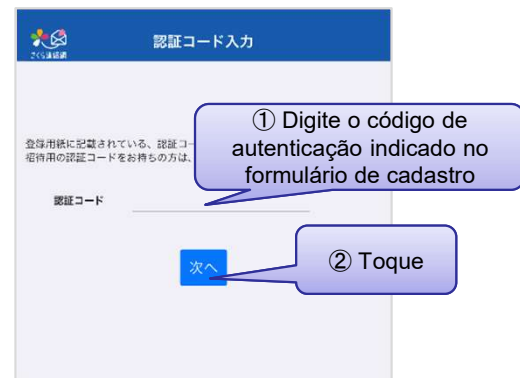 さくら連絡網
認証コード入力
登録用紙に記載されている、認証コー
招待用の認証コードをお持ちの方は、
① Digite o código de
autenticação indicado no
formulário de cadastro
認証コード
次へ
② Toque